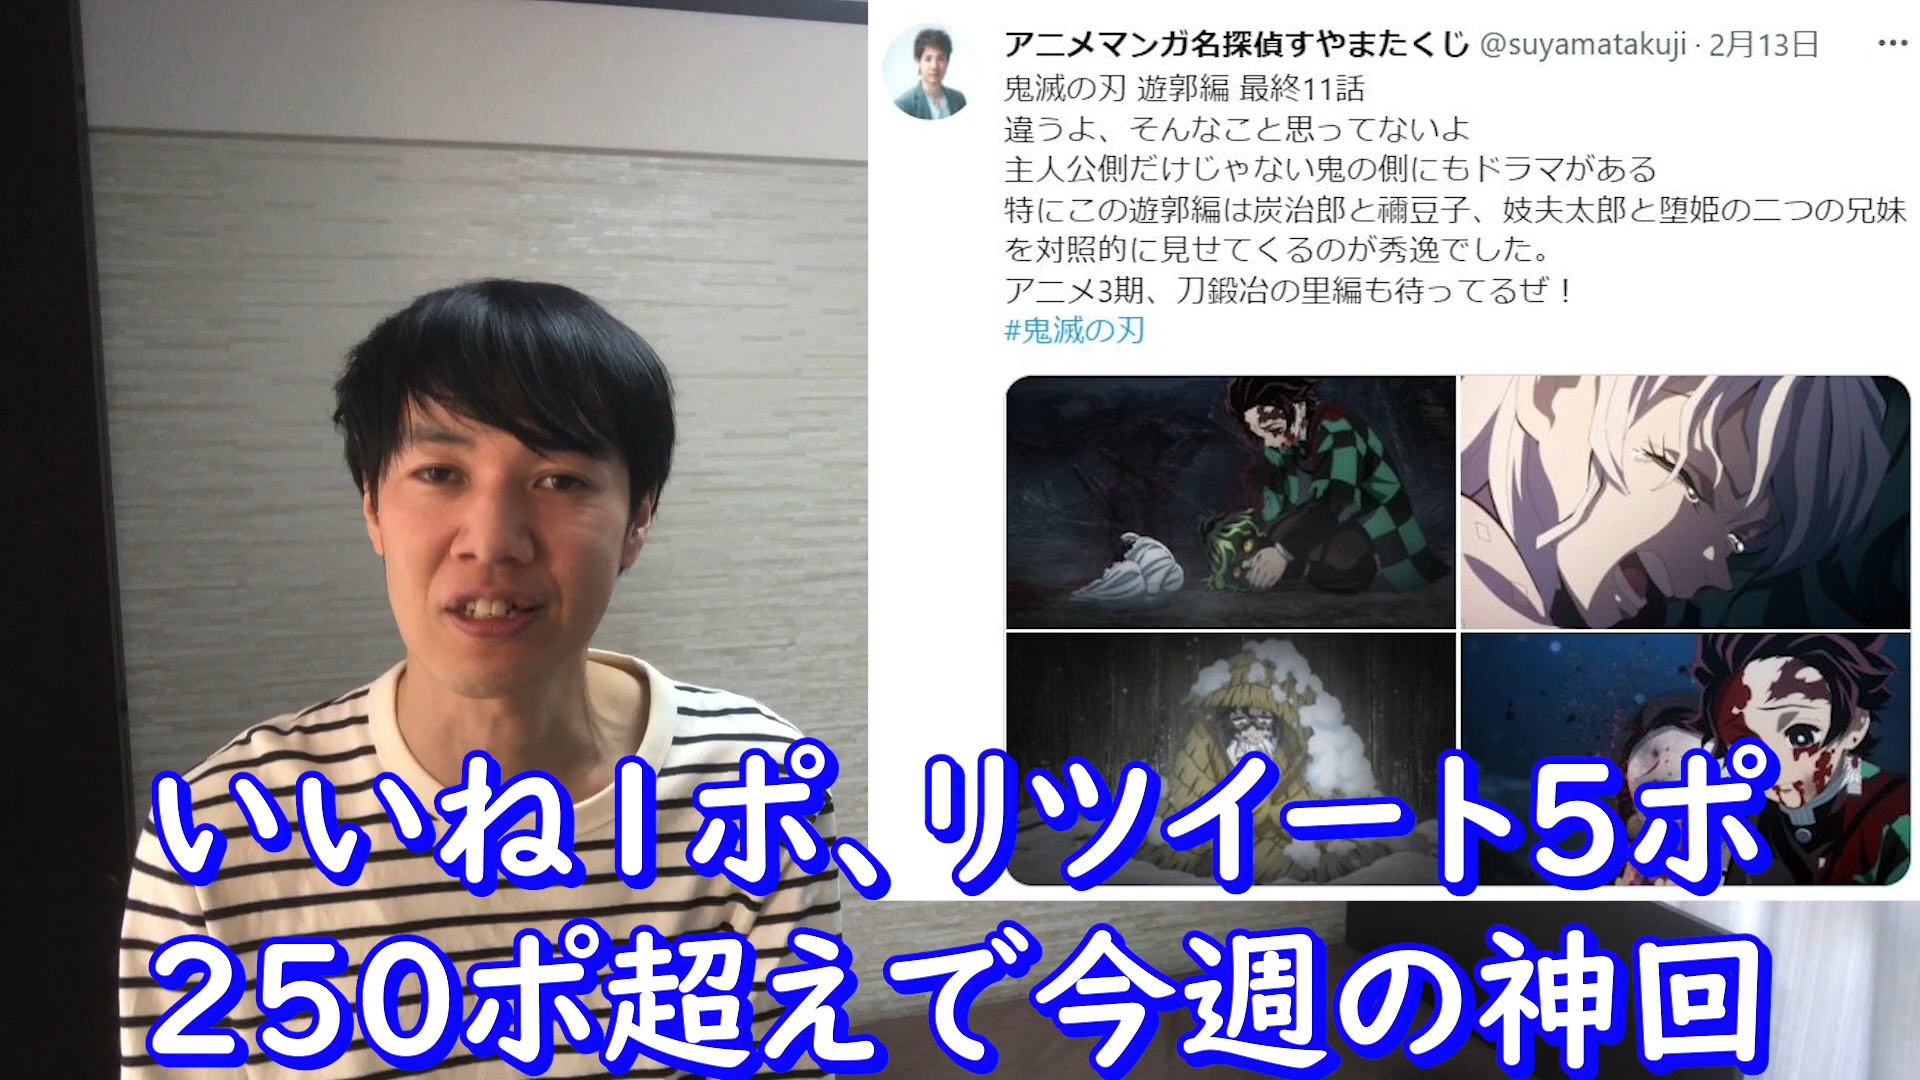 アニメマンガ名探偵すやまたくじ @suyamatakuji · 2月13日 …
鬼滅の刃 遊郭編 最終11話
違うよ、そんなこと思ってないよ
主人公側だけじゃない鬼の側にもドラマがある
特にこの遊郭編は炭治郎と禰豆子、妓夫太郎と堕姫の二つの兄妹
を対照的に見せてくるのが秀逸でした。
アニメ3期、刀鍛冶の里編も待ってるぜ！
#鬼滅の刃
いいね1ポ、リツイート5ポ
250ポ超えで今週の神回